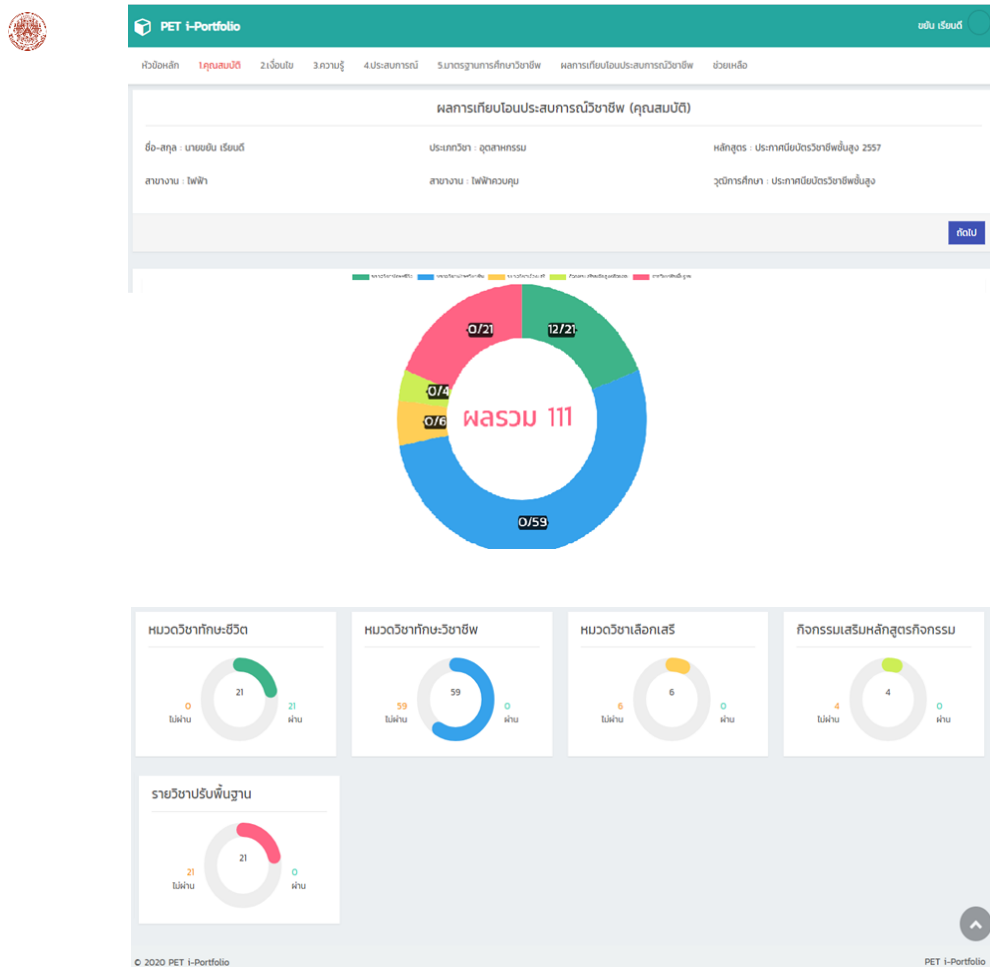 PET i-Portfolio
ขยัน เรียนดี
หัวข้อหลัก 1.คุณสมบัติ 2.เงื่อนไข 3.ความรู้ 4.ประสบการณ์ 5.มาตรฐานการศึกษาวิชาชีพ ผลการเทียบโอนประสบการณ์วิชาชีพ ช่วยเหลือ
ผลการเทียบโอนประสบการณ์วิชาชีพ (คุณสมบัติ)
ชื่อ-สกุล : นายขยัน เรียนดี ประเภทวิชา : อุตสาหกรรม หลักสูตร : ประกาศนียบัตรวิชาชีพชั้นสูง 2557
สาขางาน : ไฟฟ้า สาขางาน : ไฟฟ้าควบคุม วุฒิการศึกษา : ประกาศนียบัตรวิชาชีพชั้นสูง
ถัดไป
0/21 12/21
0/4
0/6 ผลรวม 111
0/59
หมวดวิชาทักษะชีวิต หมวดวิชาทักษะวิชาชีพ หมวดวิชาเลือกเสรี กิจกรรมเสริมหลักสูตรกิจกรรม
21 59 6 4
0 21 59 0 6 0 4 0
ไม่ผ่าน ผ่าน ไม่ผ่าน ผ่าน ไม่ผ่าน ผ่าน ไม่ผ่าน ผ่าน
รายวิชาปรับพื้นฐาน
21
21 0
ไม่ผ่าน ผ่าน
© 2020 PET i-Portfolio PET i-Portfolio